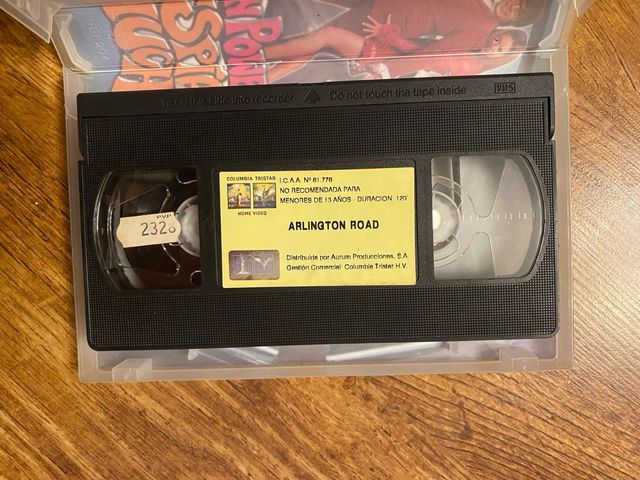 Insert this side into recorder
Do not touch the tape inside
VHS
PVP
2328
COLUMBIA TRISTAR
HOME VIDEO
I.C.A.A. Nº 61.778
NO RECOMENDADA PARA
MENORES DE 13 AÑOS - DURACION 120'
ARLINGTON ROAD
Distribuida por Aurum Producciones, S.A.
Gestión Comercial Columbia Tristar H.V.